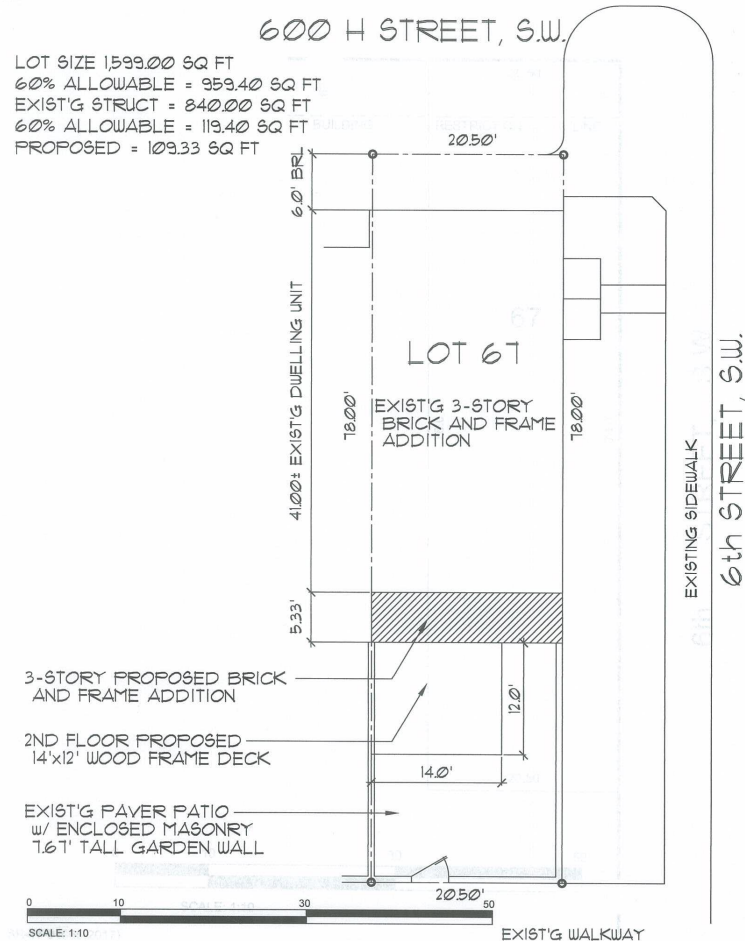 600 H STREET, S.W.
LOT SIZE 1,599.00 SQ FT
60% ALLOWABLE = 959.40 SQ FT
EXIST'G STRUCT = 840.00 SQ FT
60% ALLOWABLE = 119.40 SQ FT
PROPOSED = 109.33 SQ FT
20.50'
6.0' BRL
41.00± EXIST'G DWELLING UNIT
78.00'
LOT 67
EXIST'G 3-STORY
BRICK AND FRAME
ADDITION
78.00'
67
EXISTING SIDEWALK
6th STREET, S.W.
5.33'
3-STORY PROPOSED BRICK
AND FRAME ADDITION
12.0'
2ND FLOOR PROPOSED
14'x12' WOOD FRAME DECK
14.0'
EXIST'G PAVER PATIO
w/ ENCLOSED MASONRY
7.67' TALL GARDEN WALL
20.50'
0 10 30 50
SCALE: 1:10
SCALE: 1:10
EXIST'G WALKWAY